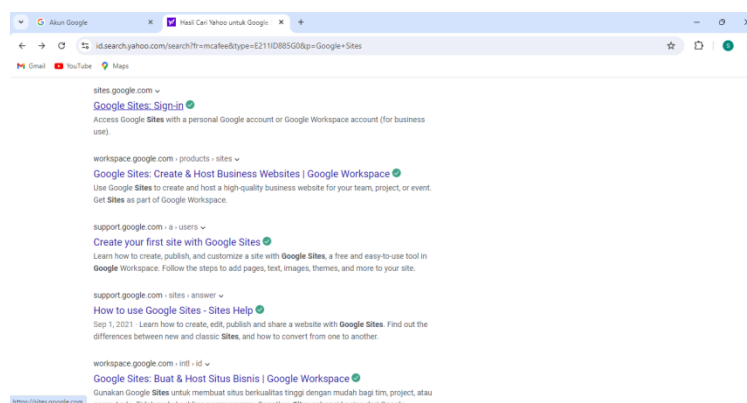 Akun Google
Hasil Cari Yahoo untuk Google
id.search.yahoo.com/search?fr=mcafee&type=E211ID885G0&p=Google+Sites
S
Gmail YouTube Maps
sites.google.com
Google Sites: Sign-in
Access Google Sites with a personal Google account or Google Workspace account (for business
use).
workspace.google.com › products › sites
Google Sites: Create & Host Business Websites | Google Workspace
Use Google Sites to create and host a high-quality business website for your team, project, or event.
Get Sites as part of Google Workspace.
support.google.com › a › users
Create your first site with Google Sites
Learn how to create, publish, and customize a site with Google Sites, a free and easy-to-use tool in
Google Workspace. Follow the steps to add pages, text, images, themes, and more to your site.
support.google.com › sites › answer
How to use Google Sites - Sites Help
Sep 1, 2021 · Learn how to create, edit, publish and share a website with Google Sites. Find out the
differences between new and classic Sites, and how to convert from one to another.
workspace.google.com › intl › id
Google Sites: Buat & Host Situs Bisnis | Google Workspace
Gunakan Google Sites untuk membuat situs berkualitas tinggi dengan mudah bagi tim, project, atau
https://sites.google.com